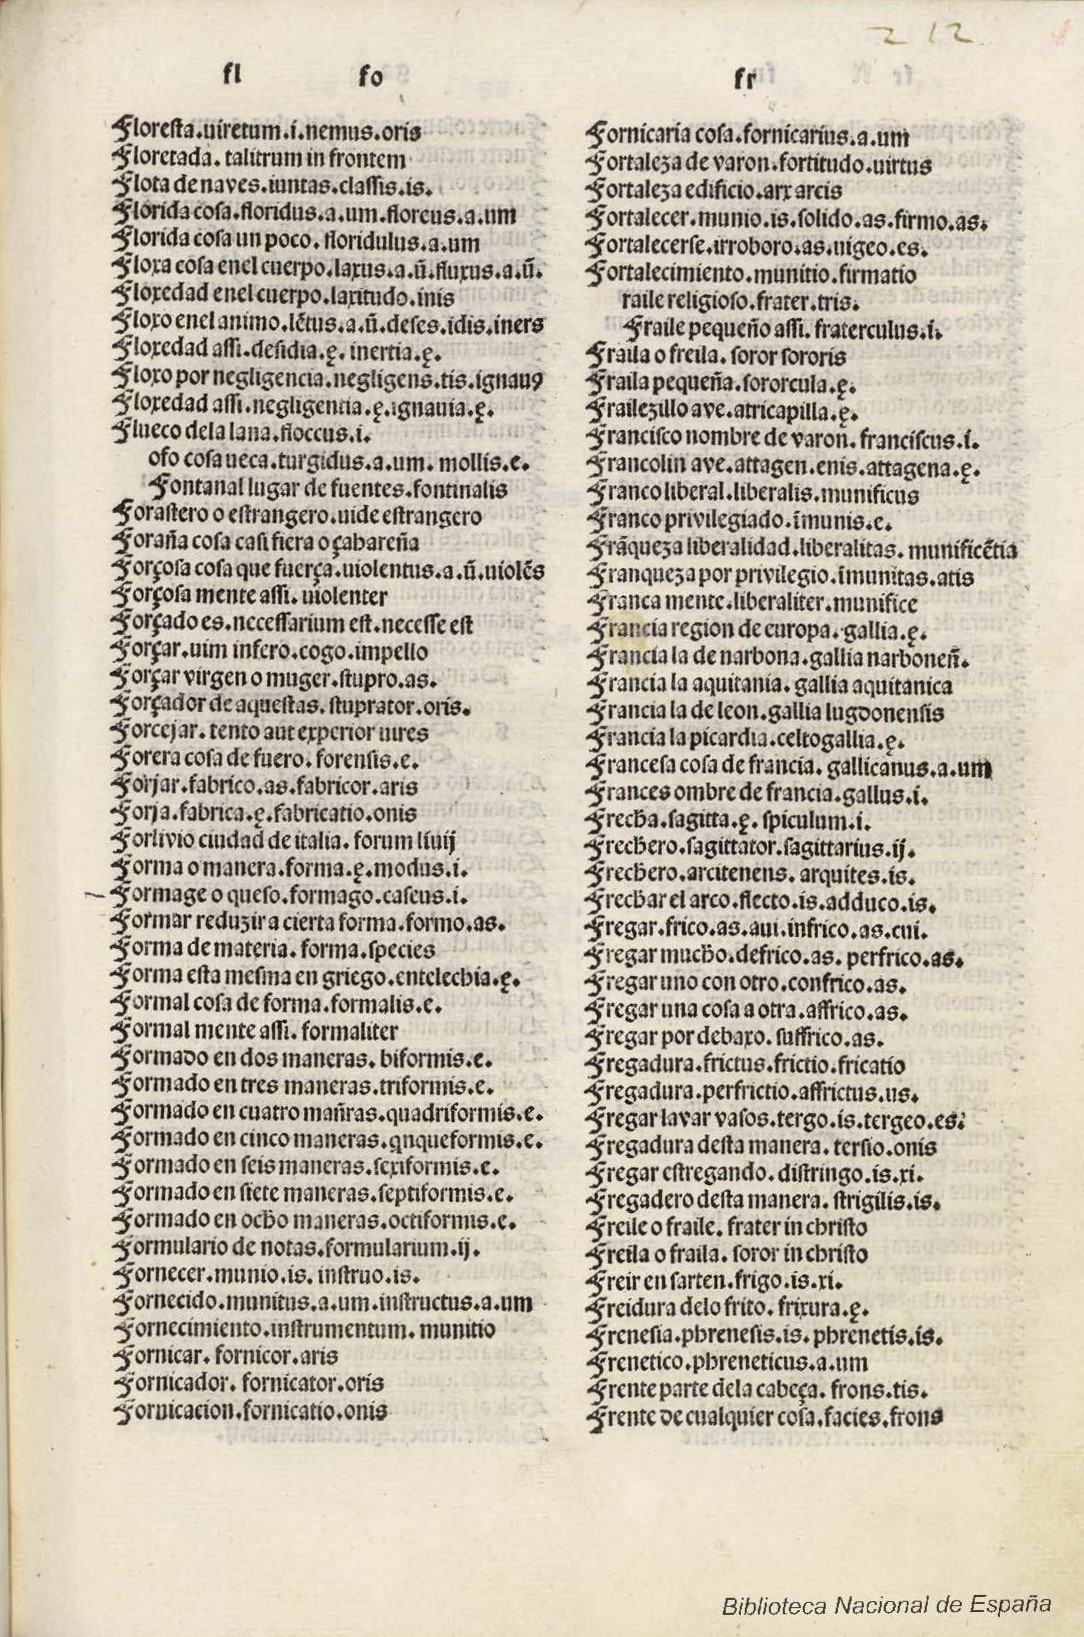 212
fl fo
Floresta.uiretum.i.nemus.oris
Floretada. talitrum in frontem
Flota de naves.iuntas.classis.is.
Florida cosa.floridus.a.um.floreus.a.um
Florida cosa un poco. floridulus.a.um
Floxa cosa enel cuerpo.laxus.a.ū.fluxus.a.ū.
Floxedad enel cuerpo.laxitudo.inis
Floxo enel animo.lētus.a.ū.deses.idis.iners
Floxedad assi.desidia.ę. inertia.ę.
Floxo por negligencia.negligens.tis.ignauꝰ
Floxedad assi.negligentia.ę.ignauia.ę.
Flueco dela lana.floccus.i.
ofo cosa ueca.turgidus.a.um. mollis.e.
Fontanal lugar de fuentes.fontinalis
Forastero o estrangero.uide estrangero
Foraña cosa casi fiera o çahareña
Forçosa cosa que fuerça.uiolentus.a.ū.uiolēs
Forçosa mente assi. uiolenter
Forçado es.necessarium est.necesse est
Forçar.uim infero.cogo.impello
Forçar virgen o muger.stupro.as.
Forçador de aquestas. stuprator.oris.
Forcejar. tento aut experior uires
Forera cosa de fuero. forensis.e.
Forjar.fabrico.as.fabricor.aris
Forja.fabrica.ę.fabricatio.onis
Forlivio ciudad de italia. forum liuij
Forma o manera.forma.ę.modus.i.
Formage o queso.formago.caseus.i.
Formar reduzir a cierta forma.formo.as.
Forma de materia. forma.species
Forma esta mesma en griego.entelechia.ę.
Formal cosa de forma.formalis.e.
Formal mente assi. formaliter
Formado en dos maneras. biformis.e.
Formado en tres maneras.triformis.e.
Formado en cuatro mañras.quadriformis.e.
Formado en cinco maneras.qnqueformis.e.
Formado en seis maneras.sexiformis.e.
Formado en siete maneras.septiformis.e.
Formado en ocho maneras.octiformis.e.
Formulario de notas.formularium.ij.
Fornecer.munio.is. instruo.is.
Fornecido.munitus.a.um.instructus.a.um
Fornecimiento.instrumentum. munitio
Fornicar. fornicor.aris
Fornicador. fornicator.oris
Fornicacion.fornicatio.onis
fr
Fornicaria cosa.fornicarius.a.um
Fortaleza de varon.fortitudo.uirtus
Fortaleza edificio.arx arcis
Fortalecer.munio.is.solido.as.firmo.as.
Fortalecerse.irroboro.as.uigeo.es.
Fortalecimiento.munitio.firmatio
raile religioso.frater.tris.
Fraile pequeño assi. fraterculus.i.
Fraila o freila. soror sororis
Fraila pequeña.sororcula.ę.
Frailezillo ave.atricapilla.ę.
Francisco nombre de varon. franciscus.i.
Francolin ave.attagen.enis.attagena.ę.
Franco liberal.liberalis.munificus
Franco privilegiado.īmunis.e.
Frãqueza liberalidad.liberalitas. munificētia
Franqueza por privilegio.īmunitas.atis
Franca mente.liberaliter.munifice
Francia region de europa.gallia.ę.
Francia la de narbona.gallia narboneñ.
Francia la aquitania. gallia aquitanica
Francia la de leon.gallia lugdonensis
Francia la picardia.celtogallia.ę.
Francesa cosa de francia. gallicanus.a.um
Frances ombre de francia.gallus.i.
Frecha.sagitta.ę. spiculum.i.
Frechero.sagittator.sagittarius.ij.
Frechero.arcitenens. arquites.is.
Frechar el arco.flecto.is.adduco.is.
Fregar.frico.as.aui.infrico.as.cui.
Fregar mucho.defrico.as. perfrico.as.
Fregar uno con otro.confrico.as.
Fregar una cosa a otra.affrico.as.
Fregar por debaxo. suffrico.as.
Fregadura.frictus.frictio.fricatio
Fregadura.perfrictio.affrictus.us.
Fregar lavar vasos.tergo.is.tergeo.es.
Fregadura desta manera. tersio.onis
Fregar estregando. distringo.is.xi.
Fregadero desta manera. strigilis.is.
Freile o fraile. frater in christo
Freila o fraila. soror in christo
Freir en sarten.frigo.is.xi.
Freidura delo frito. frixura.ę.
Frenesia.phrenesis.is. phrenetis.is.
Frenetico.phreneticus.a.um
Frente parte dela cabeça. frons.tis.
Frente de cualquier cosa.facies.frons
Biblioteca Nacional de España